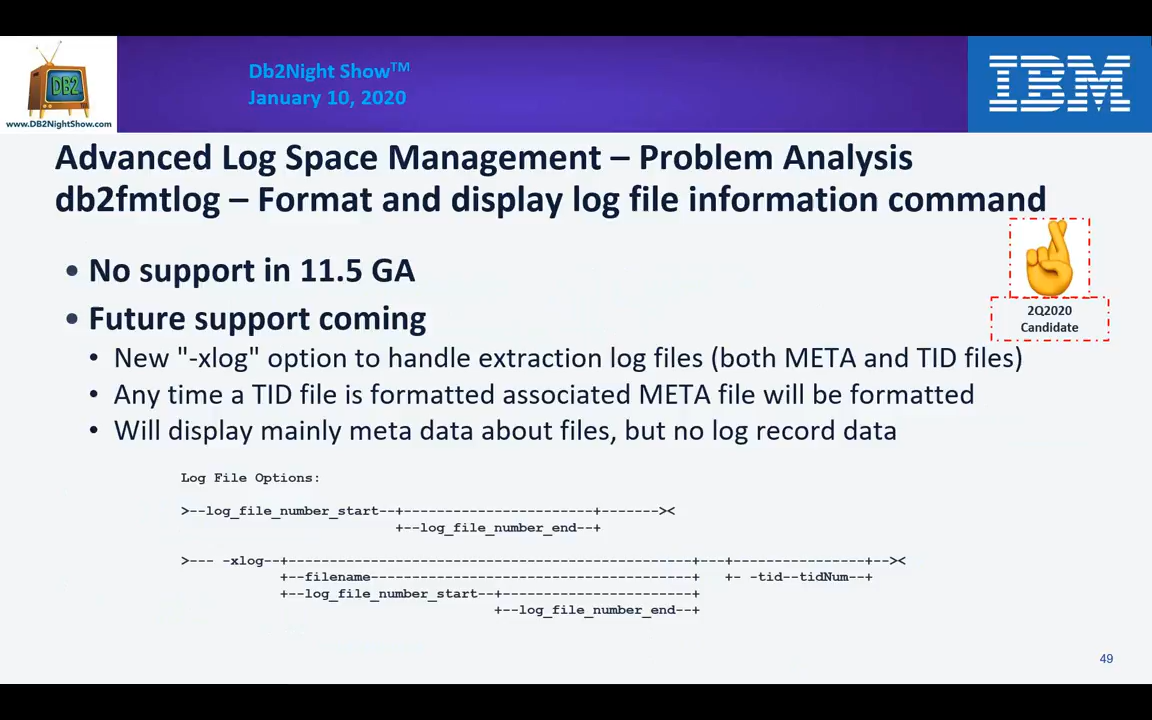 DB2
www.DB2NightShow.com
Db2Night Show™
January 10, 2020
IBM
Advanced Log Space Management – Problem Analysis
db2fmtlog – Format and display log file information command
• No support in 11.5 GA
• Future support coming
2Q2020
Candidate
• New "-xlog" option to handle extraction log files (both META and TID files)
• Any time a TID file is formatted associated META file will be formatted
• Will display mainly meta data about files, but no log record data
Log File Options:
>--log_file_number_start--+-----------------------+-------><
+--log_file_number_end--+
>--- -xlog--+-------------------------------------------------+---+----------------+--><
+--filename---------------------------------------+   +- -tid--tidNum--+
+--log_file_number_start--+-----------------------+
+--log_file_number_end--+
49